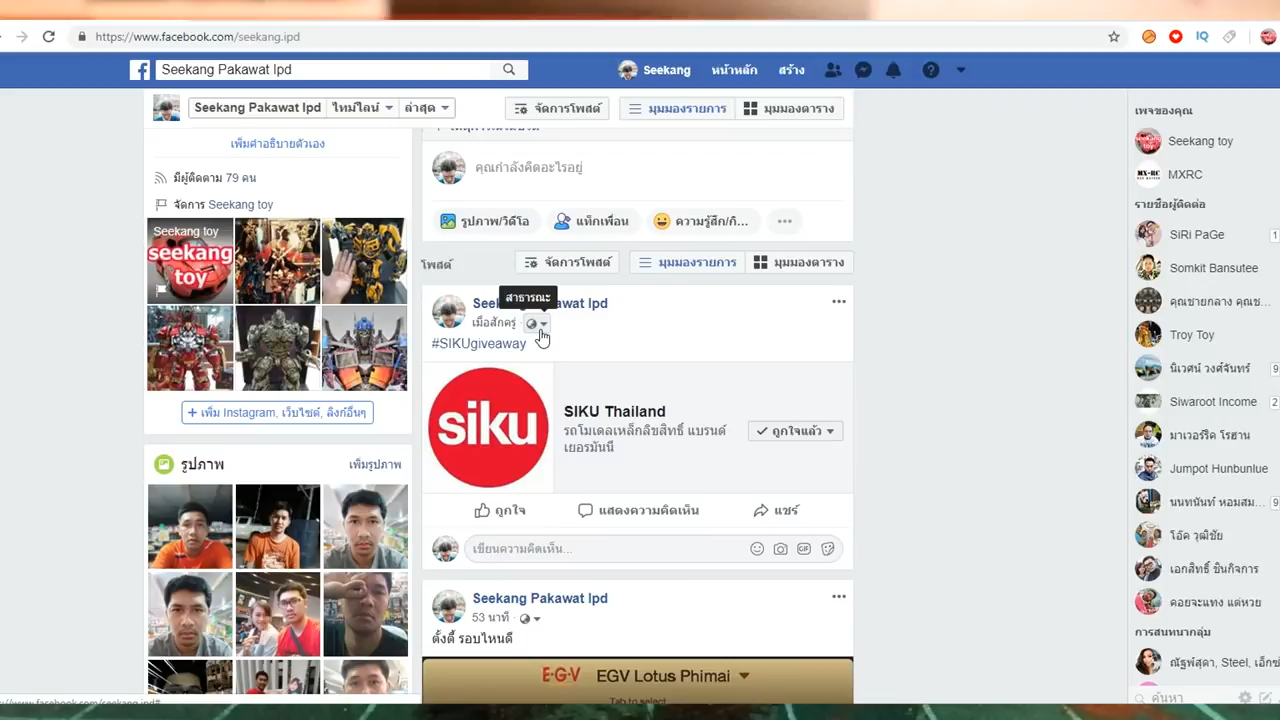 https://www.facebook.com/seekang.ipd
Seekang Pakawat Ipd
Seekang
หน้าหลัก
สร้าง
Seekang Pakawat Ipd
ไทม์ไลน์
ล่าสุด
จัดการโพสต์
มุมมองรายการ
มุมมองตาราง
เพิ่มคำอธิบายตัวเอง
มีผู้ติดตาม 79 คน
จัดการ Seekang toy
Seekang toy
seekang
toy
+ เพิ่ม Instagram, เว็บไซต์, ลิงก์อื่นๆ
รูปภาพ
เพิ่มรูปภาพ
คุณกำลังคิดอะไรอยู่
รูปภาพ/วิดีโอ
แท็กเพื่อน
ความรู้สึก/กิ...
โพสต์
จัดการโพสต์
มุมมองรายการ
มุมมองตาราง
สาธารณะ
Seekang Pakawat Ipd
เมื่อสักครู่ ·
#SIKUgiveaway
siku
SIKU Thailand
รถโมเดลเหล็กลิขสิทธิ์ แบรนด์
เยอรมันนี
ถูกใจแล้ว
ถูกใจ
แสดงความคิดเห็น
แชร์
เขียนความคิดเห็น...
GIF
Seekang Pakawat Ipd
53 นาที ·
ตั้งตี้ รอบไหนดี
EGV
EGV Lotus Phimai
Tab to select
เพจของคุณ
Seekang toy
MX-RC
MXRC
รายชื่อผู้ติดต่อ
SiRi PaGe
1
Somkit Bansutee
คุณชายกลาง คุณช...
Troy Toy
นิเวศน์ วงศ์จันทร์
9
Siwaroot Income
2
มาเวอร์ริค โรฮาน
Jumpot Hunbunlue
นนทนันท์ หอมสม...
9
โอ๊ค วุฒิชัย
เอกสิทธิ์ ชินกิจการ
คอยจะแทง แต่หวย
การสนทนากลุ่ม
ณัฐพ์สุดา, Steel, เอ็กซ์
ค้นหา